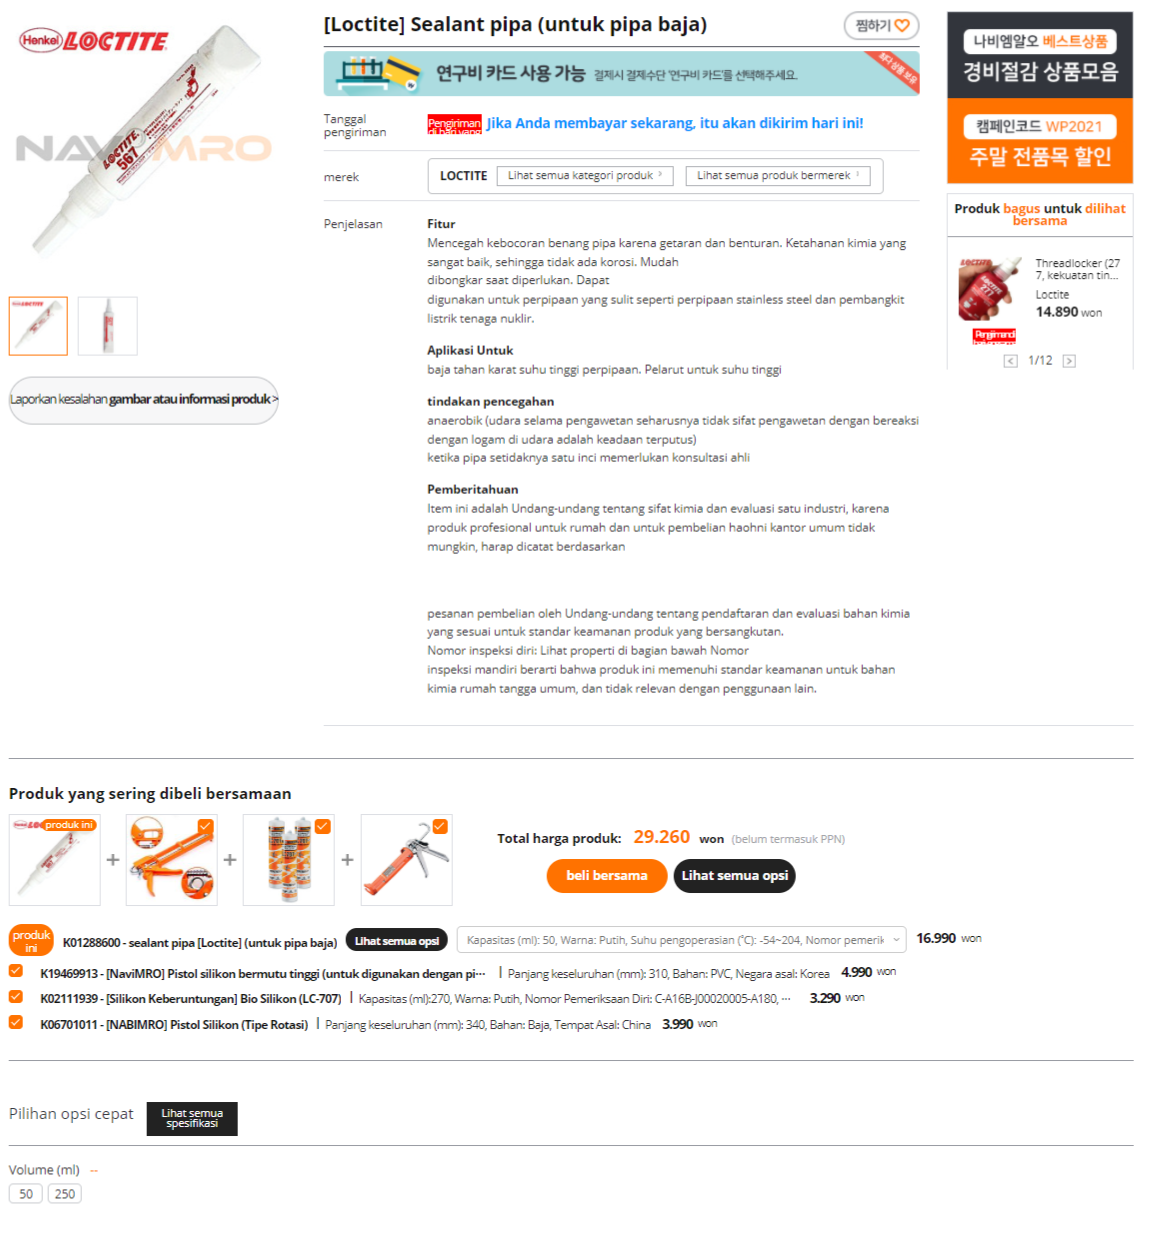 [Loctite] Sealant pipa (untuk pipa baja)
찜하기
Henkel LOCTITE
NAVIMRO
LOCTITE
567
연구비 카드 사용 가능 결제시 결제수단 '연구비 카드'를 선택해주세요.
Tanggal pengiriman
Pengiriman di hari yang
Jika Anda membayar sekarang, itu akan dikirim hari ini!
merek
LOCTITE
Lihat semua kategori produk >
Lihat semua produk bermerek >
Laporkan kesalahan gambar atau informasi produk >
Penjelasan
Fitur
Mencegah kebocoran benang pipa karena getaran dan benturan. Ketahanan kimia yang
sangat baik, sehingga tidak ada korosi. Mudah
dibongkar saat diperlukan. Dapat
digunakan untuk perpipaan yang sulit seperti perpipaan stainless steel dan pembangkit
listrik tenaga nuklir.
Aplikasi Untuk
baja tahan karat suhu tinggi perpipaan. Pelarut untuk suhu tinggi
tindakan pencegahan
anaerobik (udara selama pengawetan seharusnya tidak sifat pengawetan dengan bereaksi
dengan logam di udara adalah keadaan terputus)
ketika pipa setidaknya satu inci memerlukan konsultasi ahli
Pemberitahuan
Item ini adalah Undang-undang tentang sifat kimia dan evaluasi satu industri, karena
produk profesional untuk rumah dan untuk pembelian haohni kantor umum tidak
mungkin, harap dicatat berdasarkan
pesanan pembelian oleh Undang-undang tentang pendaftaran dan evaluasi bahan kimia
yang sesuai untuk standar keamanan produk yang bersangkutan.
Nomor inspeksi diri: Lihat properti di bagian bawah Nomor
inspeksi mandiri berarti bahwa produk ini memenuhi standar keamanan untuk bahan
kimia rumah tangga umum, dan tidak relevan dengan penggunaan lain.
나비엠알오 베스트상품
경비절감 상품모음
캠페인코드 WP2021
주말 전품목 할인
Produk bagus untuk dilihat
bersama
Threadlocker (27
7, kekuatan tin...
Loctite
14.890 won
< 1/12 >
Produk yang sering dibeli bersamaan
produk ini
Total harga produk: 29.260 won (belum termasuk PPN)
beli bersama
Lihat semua opsi
produk ini
K01288600 - sealant pipa [Loctite] (untuk pipa baja) Lihat semua opsi Kapasitas (ml): 50, Warna: Putih, Suhu pengoperasian (℃): -54~204, Nomor pemerik 16.990 won
K19469913 - [NaviMRO] Pistol silikon bermutu tinggi (untuk digunakan dengan pi··· | Panjang keseluruhan (mm): 310, Bahan: PVC, Negara asal: Korea 4.990 won
K02111939 - [Silikon Keberuntungan] Bio Silikon (LC-707) | Kapasitas (ml):270, Warna: Putih, Nomor Pemeriksaan Diri: C-A16B-J00020005-A180, ··· 3.290 won
K06701011 - [NABIMRO] Pistol Silikon (Tipe Rotasi) | Panjang keseluruhan (mm): 340, Bahan: Baja, Tempat Asal: China 3.990 won
Pilihan opsi cepat
Lihat semua
spesifikasi
Volume (ml) --
50 250